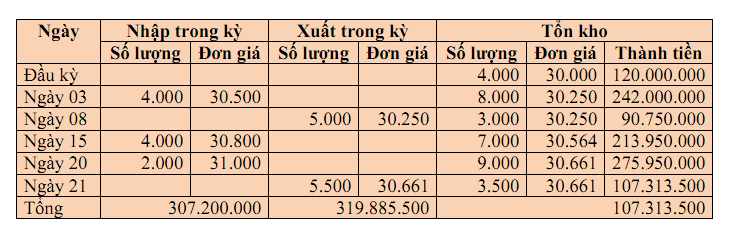 Ngày Nhập trong kỳ Xuất trong kỳ Tổn kho
Số lượng Đơn giá Số lượng Đơn giá Số lượng Đơn giá Thành tiền
Đầu kỳ 4.000 30.000 120.000.000
Ngày 03 4.000 30.500 8.000 30.250 242.000.000
Ngày 08 5.000 30.250 3.000 30.250 90.750.000
Ngày 15 4.000 30.800 7.000 30.564 213.950.000
Ngày 20 2.000 31.000 9.000 30.661 275.950.000
Ngày 21 5.500 30.661 3.500 30.661 107.313.500
Tổng 307.200.000 319.885.500 107.313.500